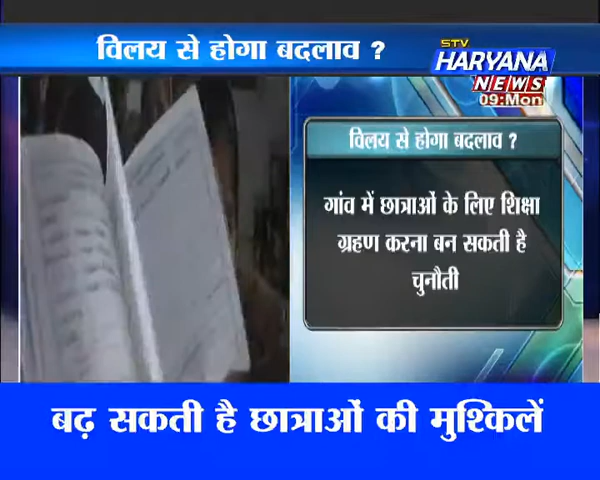 विलय से होगा बदलाव ?
STV
HARYANA
NEWS
09:Mon
विलय से होगा बदलाव ?
गांव में छात्राओं के लिए शिक्षा
ग्रहण करना बन सकती है
चुनौती
बढ़ सकती है छात्राओं की मुश्किलें